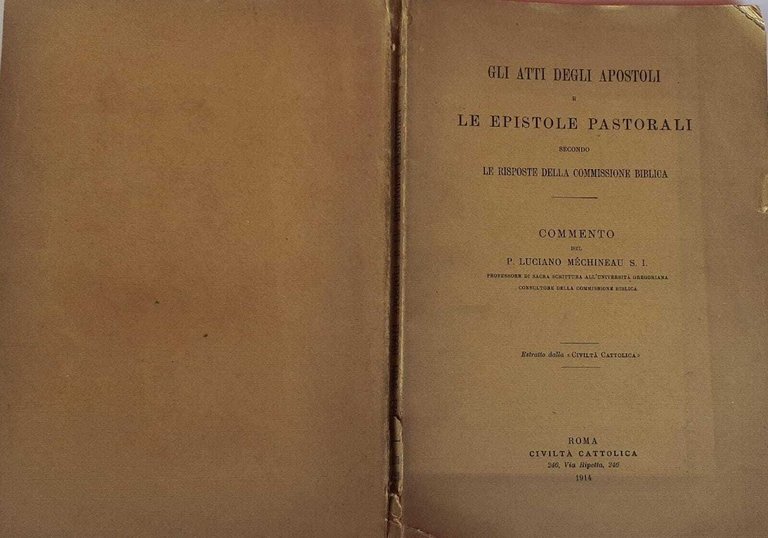 GLI ATTI DEGLI APOSTOLI
E
LE EPISTOLE PASTORALI
SECONDO
LE RISPOSTE DELLA COMMISSIONE BIBLICA
COMMENTO
DEL
P. LUCIANO MÉCHINEAU S. I.
PROFESSORE DI SACRA SCRITTURA ALL'UNIVERSITÀ GREGORIANA
CONSULTORE DELLA COMMISSIONE BIBLICA
Estratto dalla «CIVILTÀ CATTOLICA»
ROMA
CIVILTÀ CATTOLICA
246, Via Ripetta, 246
1914